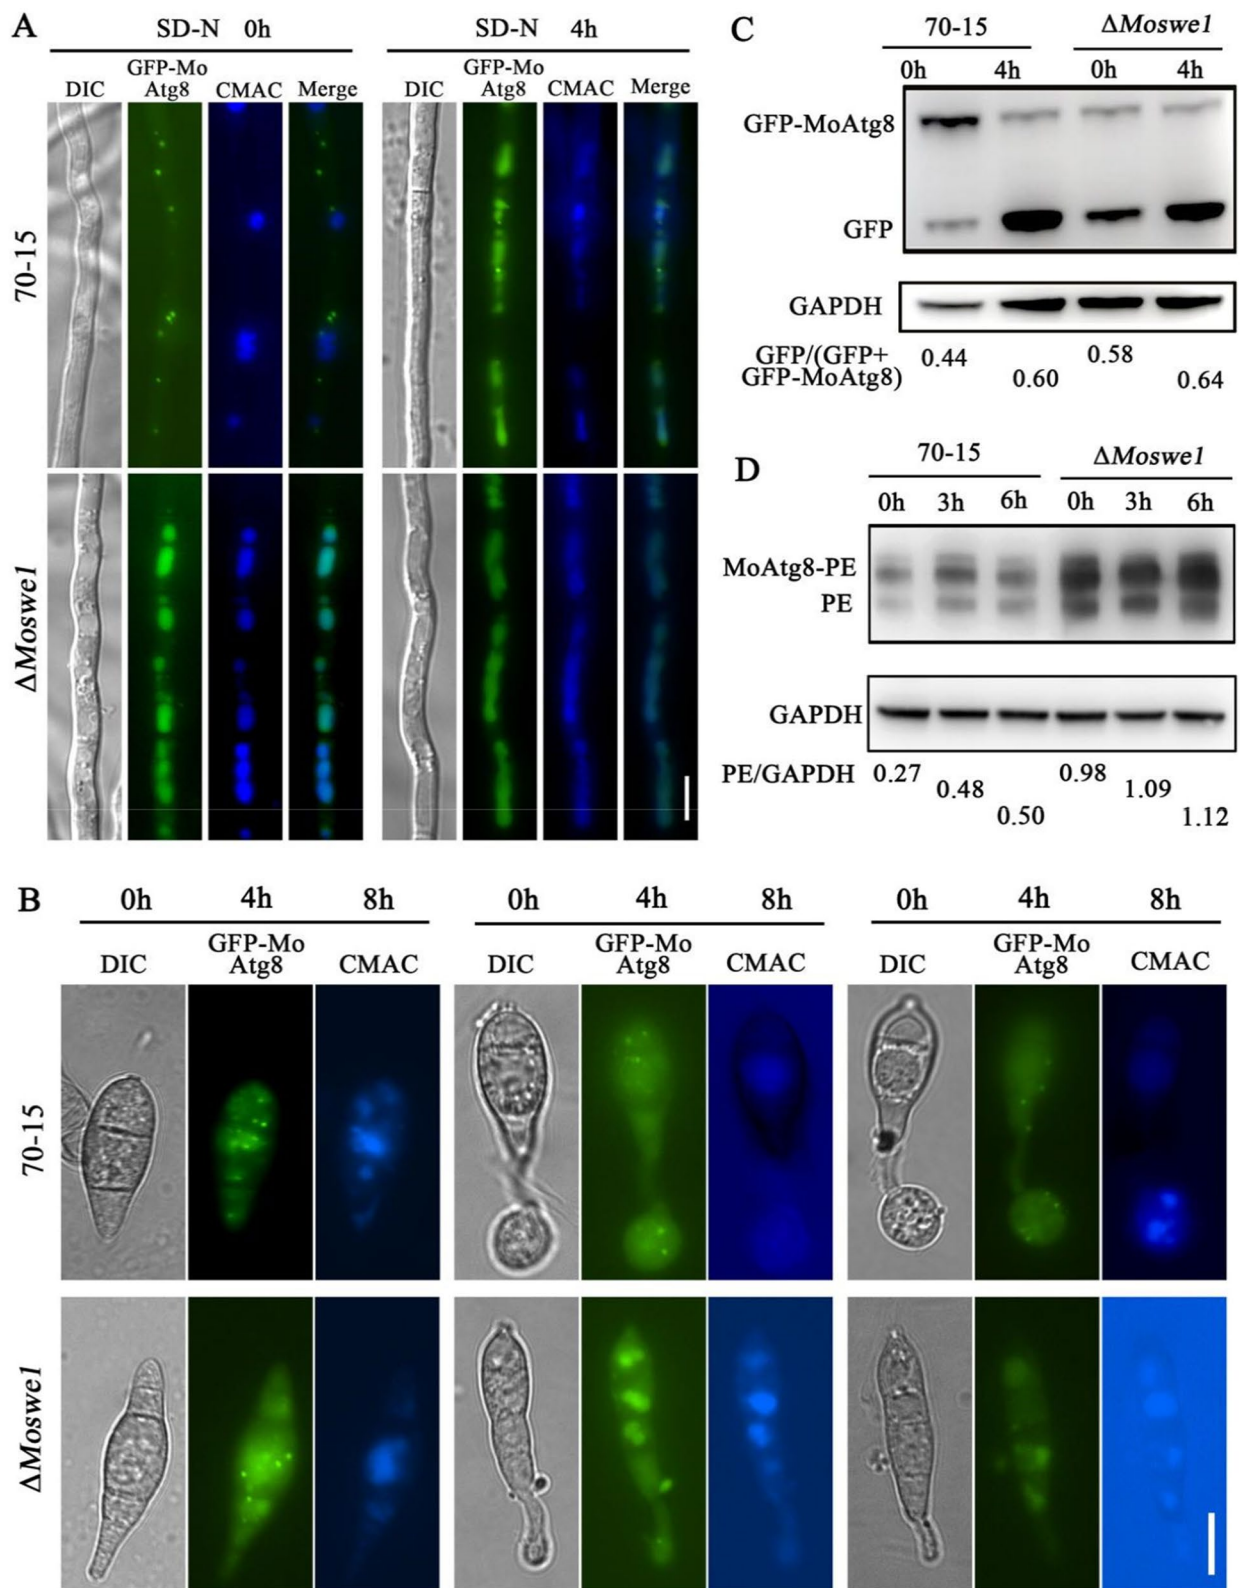 A
SD-N 0h
SD-N 4h
DIC
GFP-Mo
Atg8
CMAC
Merge
DIC
GFP-Mo
Atg8
CMAC
Merge
70-15
ΔMoswe1
C
70-15
ΔMoswe1
0h 4h 0h 4h
GFP-MoAtg8
GFP
GAPDH
GFP/(GFP+
GFP-MoAtg8)
0.44
0.60
0.58
0.64
D
70-15
ΔMoswe1
0h 3h 6h 0h 3h 6h
MoAtg8-PE
PE
GAPDH
PE/GAPDH
0.27
0.48
0.50
0.98
1.09
1.12
B
0h 4h 8h
0h 4h 8h
0h 4h 8h
DIC
GFP-Mo
Atg8
CMAC
DIC
GFP-Mo
Atg8
CMAC
DIC
GFP-Mo
Atg8
CMAC
70-15
ΔMoswe1